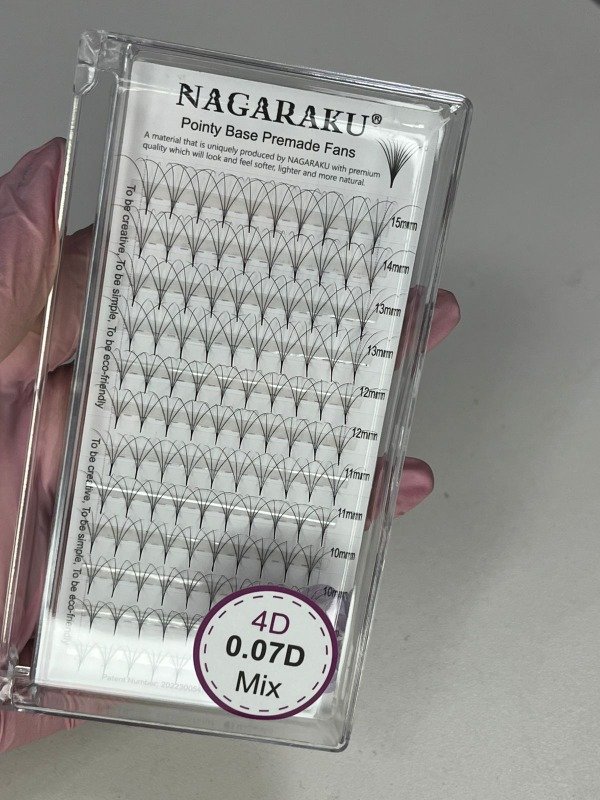 NAGARAKU®
Pointy Base Premade Fans
A material that is uniquely produced by NAGARAKU with premium
quality which will look and feel softer, lighter and more natural.
15mm
14mm
13mm
13mm
12mm
12mm
11mm
11mm
10mm
10mm
To be creative, To be simple, To be eco-friendly
To be creative, To be simple, To be eco-friendly
4D
0.07D
Mix
Patent Number: